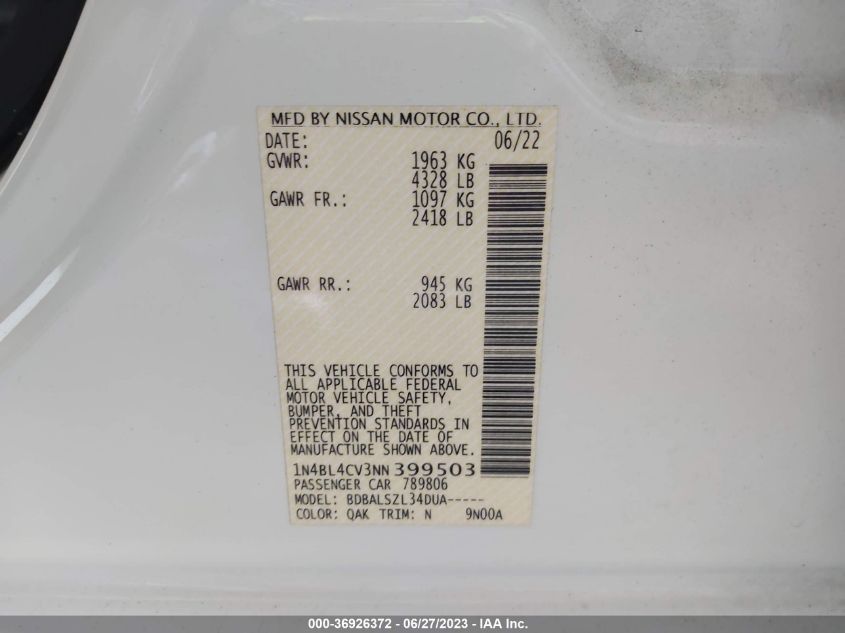 MFD BY NISSAN MOTOR CO., LTD.
DATE: 06/22
GVWR: 1963 KG
4328 LB
GAWR FR.: 1097 KG
2418 LB
GAWR RR.: 945 KG
2083 LB
THIS VEHICLE CONFORMS TO
ALL APPLICABLE FEDERAL
MOTOR VEHICLE SAFETY,
BUMPER, AND THEFT
PREVENTION STANDARDS IN
EFFECT ON THE DATE OF
MANUFACTURE SHOWN ABOVE.
1N4BL4CV3NN 399503
PASSENGER CAR 789806
MODEL: BDBALSZL34DUA-----
COLOR: QAK TRIM: N 9N00A
000-36926372 - 06/27/2023 - IAA Inc.